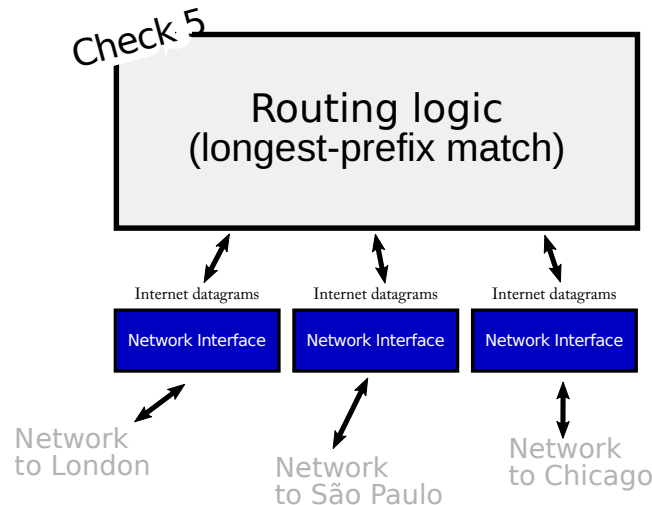 Check 5
Routing logic
(longest-prefix match)
Internet datagrams
Internet datagrams
Internet datagrams
Network Interface
Network Interface
Network Interface
Network
to London
Network
to São Paulo
Network
to Chicago